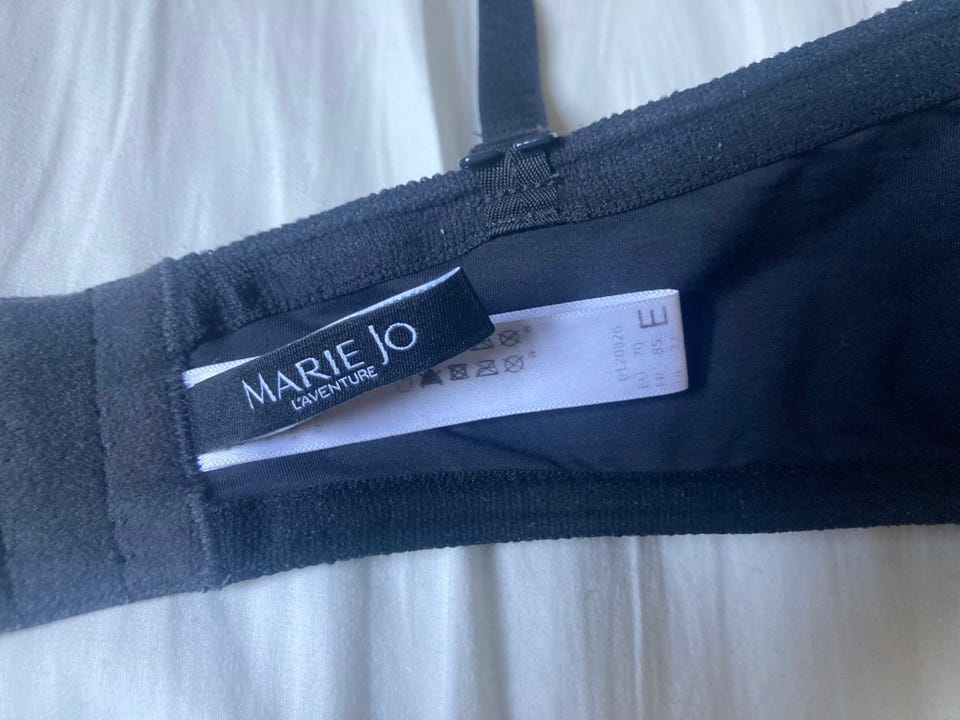 MARIE JO
L'AVENTURE
0120826
EU 70
FR 85
E